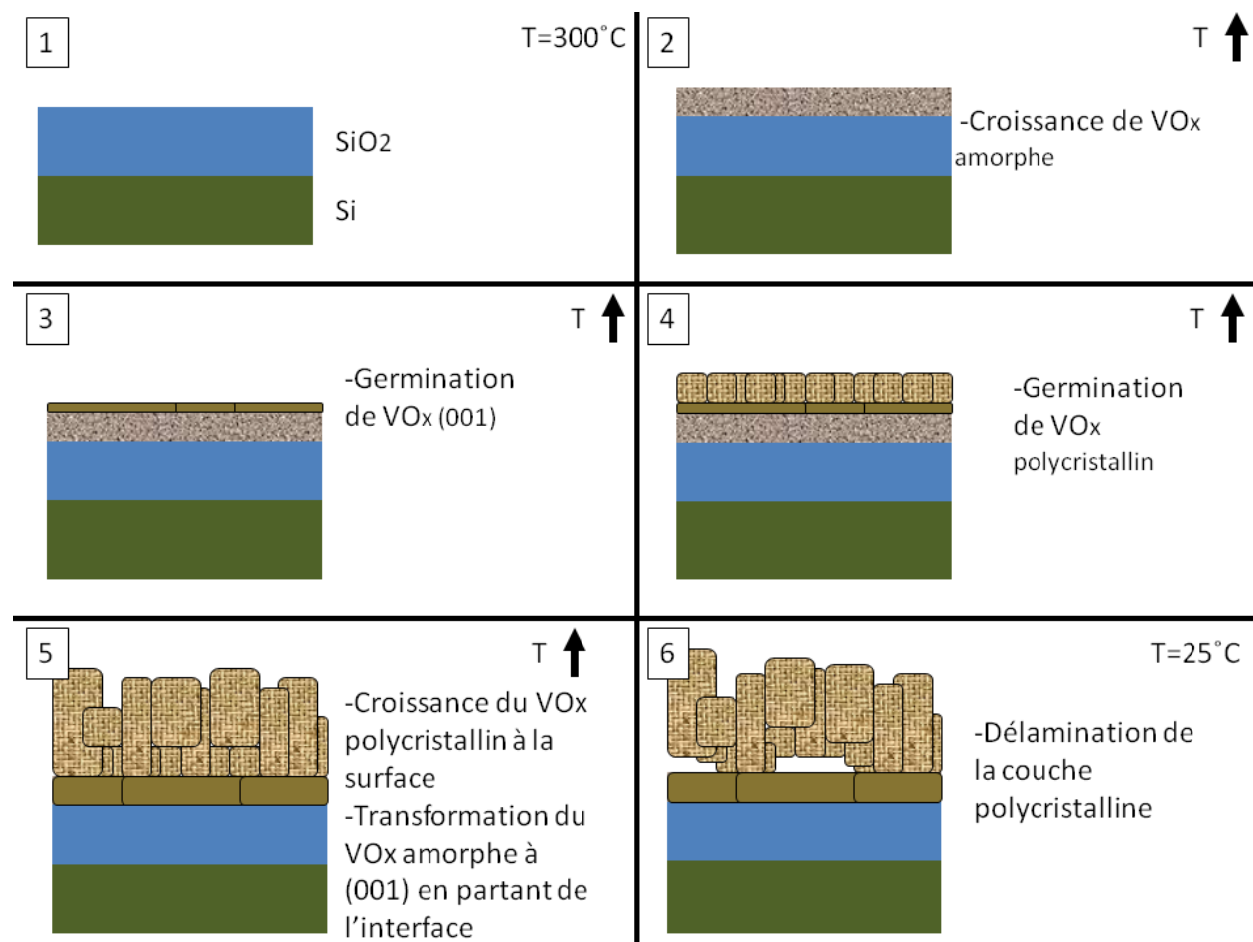 1
T=300˚C
SiO2
Si
2
T
-Croissance de VOx
amorphe
3
T
-Germination
de VOx (001)
4
T
-Germination
de VOx
polycristallin
5
T
-Croissance du VOx
polycristallin à la
surface
-Transformation du
VOx amorphe à
(001) en partant de
l’interface
6
T=25˚C
-Délamination de
la couche
polycristalline